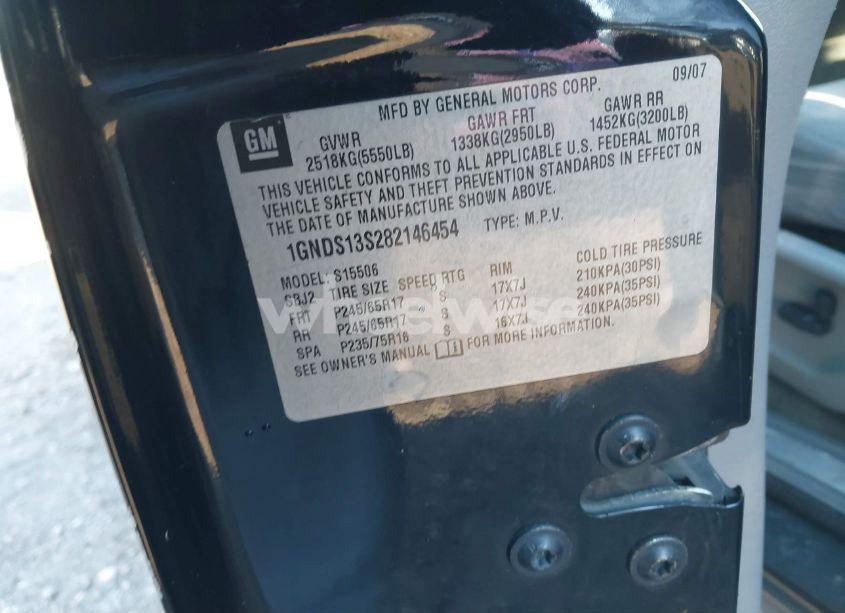 GM
09/07
MFD BY GENERAL MOTORS CORP.
GVWR GAWR FRT GAWR RR
2518KG(5550LB) 1338KG(2950LB) 1452KG(3200LB)
THIS VEHICLE CONFORMS TO ALL APPLICABLE U.S. FEDERAL MOTOR
VEHICLE SAFETY AND THEFT PREVENTION STANDARDS IN EFFECT ON
THE DATE OF MANUFACTURE SHOWN ABOVE.
1GNDS13S282146454 TYPE: M.P.V.
MODEL: S15506
SBJ2 TIRE SIZE SPEED RTG RIM COLD TIRE PRESSURE
FRT P245/65R17 S 17X7J 210KPA(30PSI)
RR P245/65R17 S 17X7J 240KPA(35PSI)
SPA P235/75R16 S 16X7J 240KPA(35PSI)
SEE OWNER'S MANUAL FOR MORE INFORMATION.